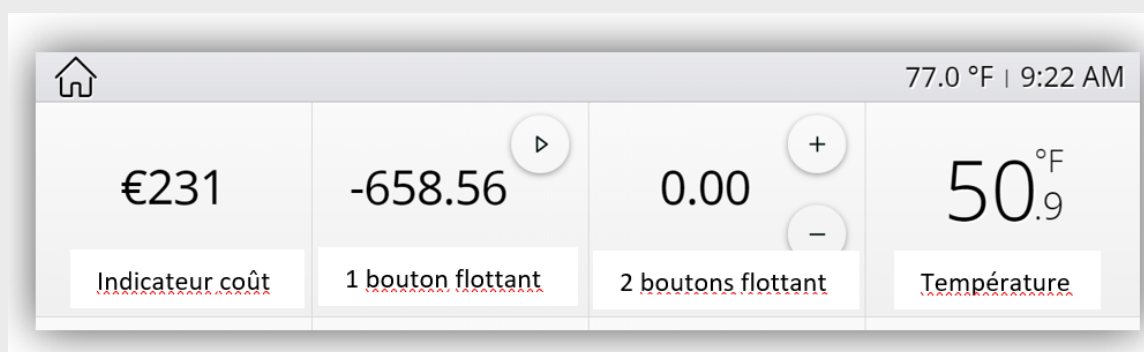 77.0 °F | 9:22 AM
€231
-658.56
0.00
+
−
50.9 °F
Indicateur coût
1 bouton flottant
2 boutons flottant
Température